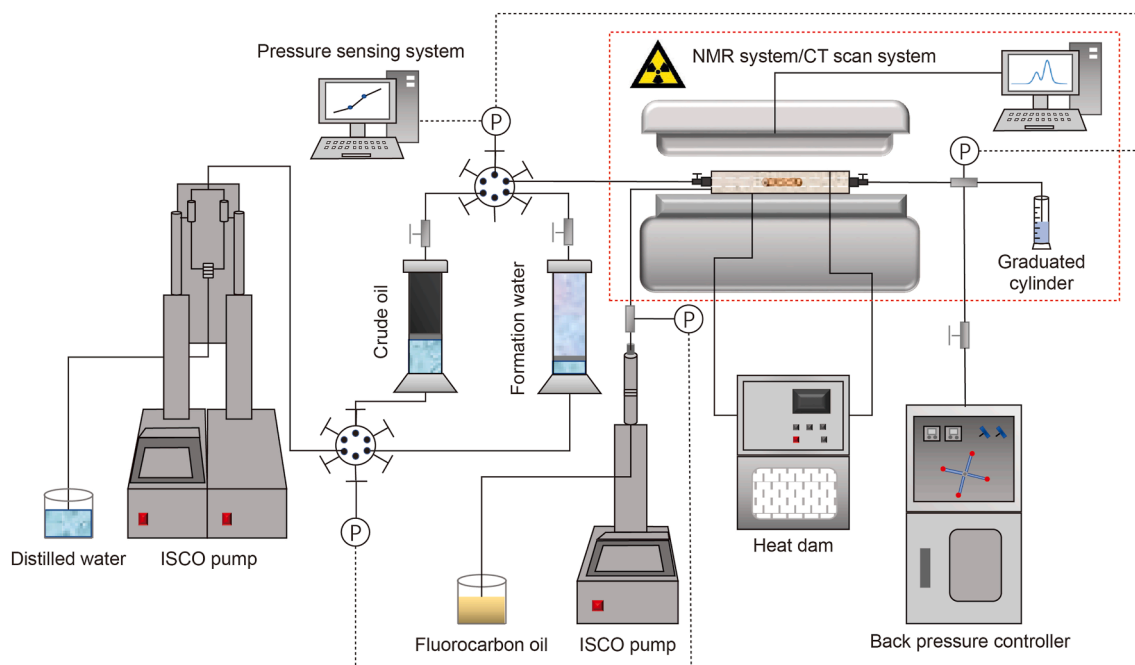 Pressure sensing system
P
NMR system/CT scan system
P
Crude oil
Formation water
Graduated
cylinder
P
P
Distilled water
ISCO pump
Fluorocarbon oil
ISCO pump
Heat dam
Back pressure controller